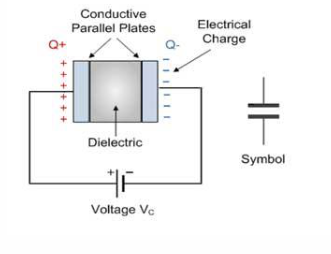 Conductive
Parallel Plates
Electrical
Charge
Q+
Q-
+
+
+
+
+
+
−
−
−
−
−
−
Dielectric
Symbol
+ −
Voltage Vc